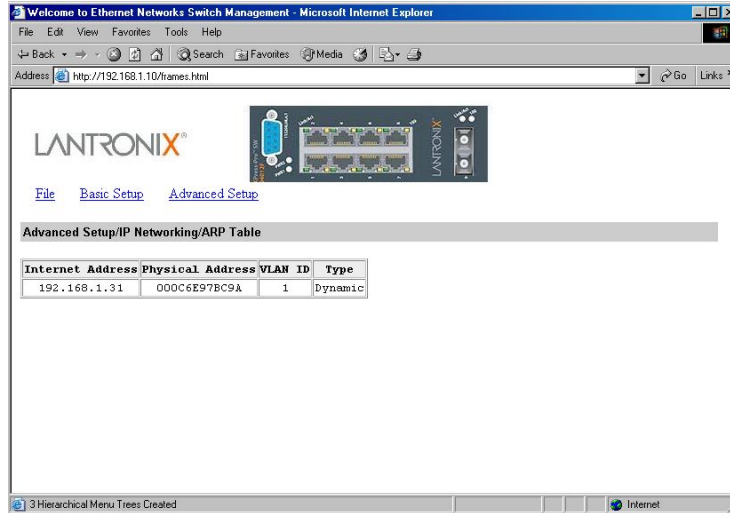 Welcome to Ethernet Networks Switch Management - Microsoft Internet Explorer
File Edit View Favorites Tools Help
Back Search Favorites Media
Address http://192.168.1.10/frames.html Go Links
LANTRONIX®
LANTRONIX
File Basic Setup Advanced Setup
Advanced Setup/IP Networking/ARP Table
Internet Address Physical Address VLAN ID Type
192.168.1.31 000C6E97BC9A 1 Dynamic
3 Hierarchical Menu Trees Created Internet